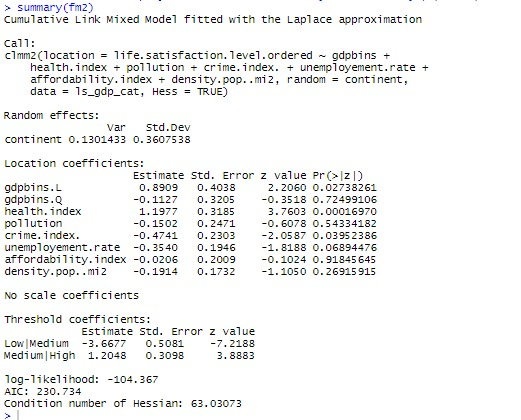 > summary(fm2)
Cumulative Link Mixed Model fitted with the Laplace approximation
Call:
clmm2(location = life.satisfaction.level.ordered ~ gdpbins +
health.index + pollution + crime.index. + unemployement.rate +
affordability.index + density.pop..mi2, random = continent,
data = ls_gdp_cat, Hess = TRUE)
Random effects:
Var Std.Dev
continent 0.1301433 0.3607538
Location coefficients:
Estimate Std. Error z value Pr(>|z|)
gdpbins.L 0.8909 0.4038 2.2060 0.02738261
gdpbins.Q -0.1127 0.3205 -0.3518 0.72499106
health.index 1.1977 0.3185 3.7603 0.00016970
pollution -0.1502 0.2471 -0.6078 0.54334182
crime.index. -0.4741 0.2303 -2.0587 0.03952386
unemployement.rate -0.3540 0.1946 -1.8188 0.06894476
affordability.index -0.0206 0.2009 -0.1024 0.91845645
density.pop..mi2 -0.1914 0.1732 -1.1050 0.26915915
No scale coefficients
Threshold coefficients:
Estimate Std. Error z value
Low|Medium -3.6677 0.5081 -7.2188
Medium|High 1.2048 0.3098 3.8883
log-likelihood: -104.367
AIC: 230.734
Condition number of Hessian: 63.03073
>